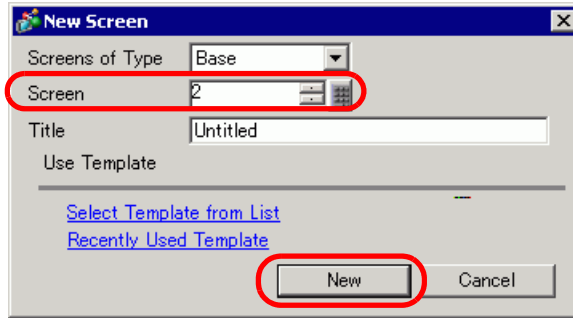 New Screen
Screens of Type Base
Screen 2
Title Untitled
Use Template
Select Template from List
Recently Used Template
New Cancel